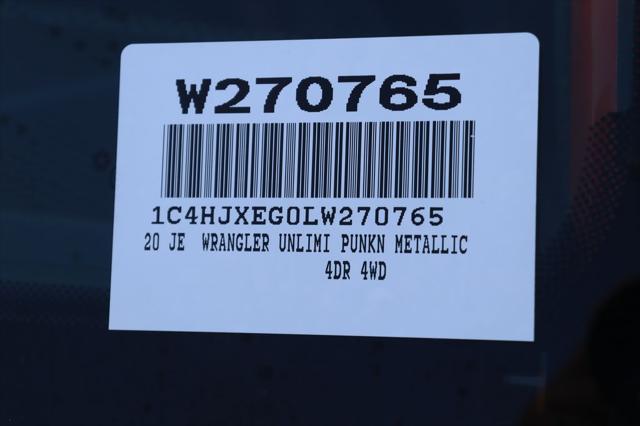 W270765
1C4HJXEG0LW270765
20 JE WRANGLER UNLIMI PUNKN METALLIC
4DR 4WD